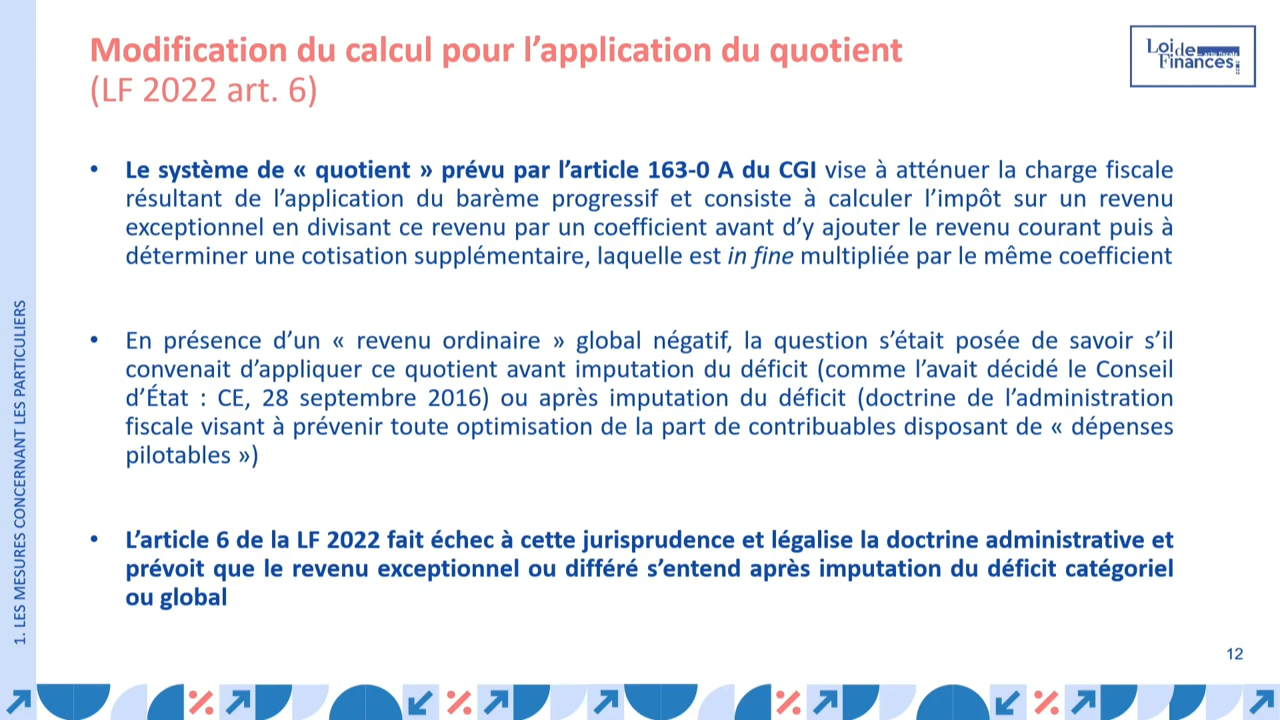 Modification du calcul pour l’application du quotient
(LF 2022 art. 6)
Loi de
Finances
• Le système de « quotient » prévu par l’article 163-0 A du CGI vise à atténuer la charge fiscale
résultant de l’application du barème progressif et consiste à calculer l’impôt sur un revenu
exceptionnel en divisant ce revenu par un coefficient avant d’y ajouter le revenu courant puis à
déterminer une cotisation supplémentaire, laquelle est in fine multipliée par le même coefficient
• En présence d’un « revenu ordinaire » global négatif, la question s’était posée de savoir s’il
convenait d’appliquer ce quotient avant imputation du déficit (comme l’avait décidé le Conseil
d’État : CE, 28 septembre 2016) ou après imputation du déficit (doctrine de l’administration
fiscale visant à prévenir toute optimisation de la part de contribuables disposant de « dépenses
pilotables »)
• L’article 6 de la LF 2022 fait échec à cette jurisprudence et légalise la doctrine administrative et
prévoit que le revenu exceptionnel ou différé s’entend après imputation du déficit catégoriel
ou global
1. LES MESURES CONCERNANT LES PARTICULIERS
12